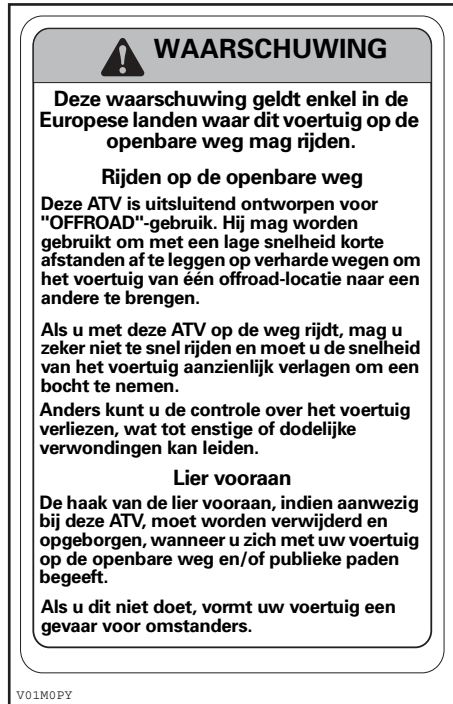 WAARSCHUWING
Deze waarschuwing geldt enkel in de
Europese landen waar dit voertuig op de
openbare weg mag rijden.
Rijden op de openbare weg
Deze ATV is uitsluitend ontworpen voor
"OFFROAD"-gebruik. Hij mag worden
gebruikt om met een lage snelheid korte
afstanden af te leggen op verharde wegen om
het voertuig van één offroad-locatie naar een
andere te brengen.
Als u met deze ATV op de weg rijdt, mag u
zeker niet te snel rijden en moet u de snelheid
van het voertuig aanzienlijk verlagen om een
bocht te nemen.
Anders kunt u de controle over het voertuig
verliezen, wat tot enstige of dodelijke
verwondingen kan leiden.
Lier vooraan
De haak van de lier vooraan, indien aanwezig
bij deze ATV, moet worden verwijderd en
opgeborgen, wanneer u zich met uw voertuig
op de openbare weg en/of publieke paden
begeeft.
Als u dit niet doet, vormt uw voertuig een
gevaar voor omstanders.
V01M0PY